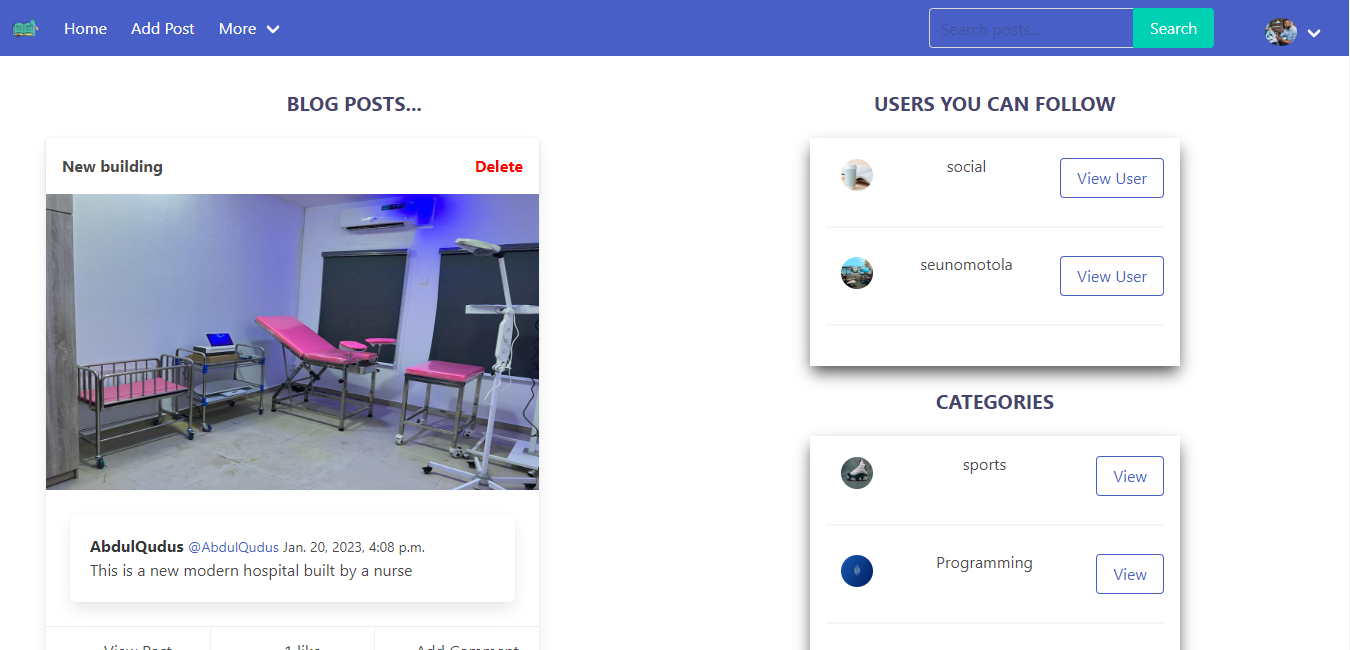 Home Add Post More Search posts... Search
BLOG POSTS...
New building Delete
AbdulQudus @AbdulQudus Jan. 20, 2023, 4:08 p.m.
This is a new modern hospital built by a nurse
View Post 1 like Add Comment
USERS YOU CAN FOLLOW
social View User
seunomotola View User
CATEGORIES
sports View
Programming View